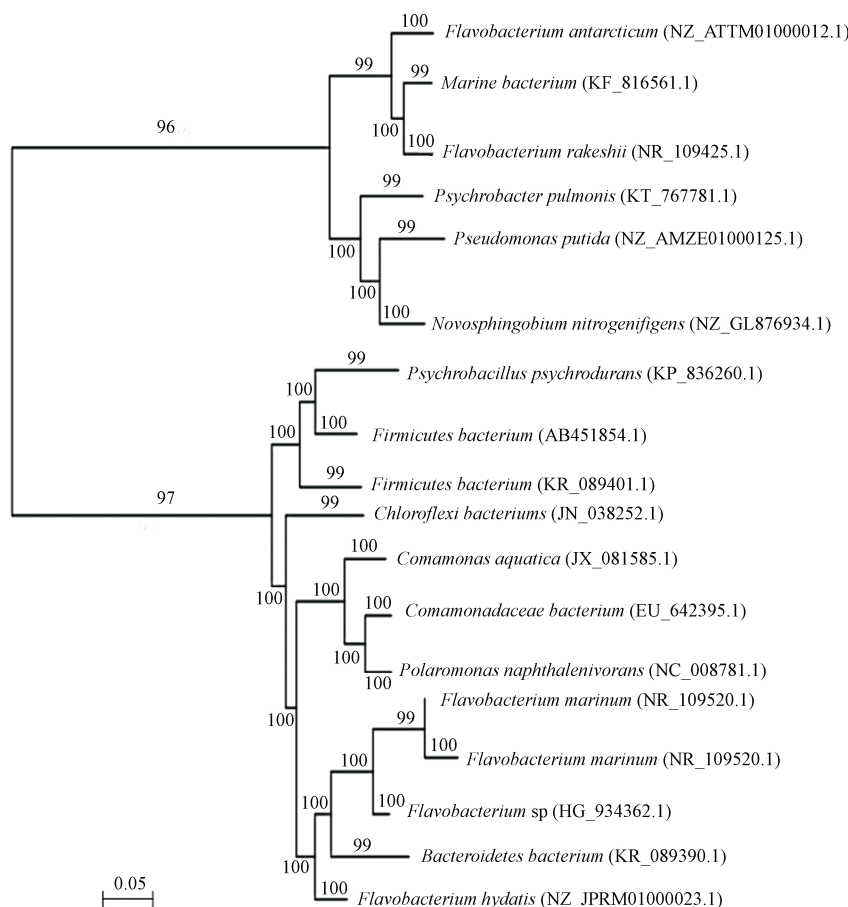 100
Flavobacterium antarcticum (NZ_ATTM01000012.1)
99
99
Marine bacterium (KF_816561.1)
100
100
Flavobacterium rakeshii (NR_109425.1)
96
99
Psychrobacter pulmonis (KT_767781.1)
99
Pseudomonas putida (NZ_AMZE01000125.1)
100
100
100
Novosphingobium nitrogenifigens (NZ_GL876934.1)
99
Psychrobacillus psychrodurans (KP_836260.1)
100
100
100
Firmicutes bacterium (AB451854.1)
99
Firmicutes bacterium (KR_089401.1)
97
99
Chloroflexi bacteriums (JN_038252.1)
100
Comamonas aquatica (JX_081585.1)
100
100
100
Comamonadaceae bacterium (EU_642395.1)
100
100
Polaromonas naphthalenivorans (NC_008781.1)
Flavobacterium marinum (NR_109520.1)
100
99
100
Flavobacterium marinum (NR_109520.1)
100
100
100
Flavobacterium sp (HG_934362.1)
99
Bacteroidetes bacterium (KR_089390.1)
100
100
Flavobacterium hydatis (NZ_JPRM01000023.1)
0.05